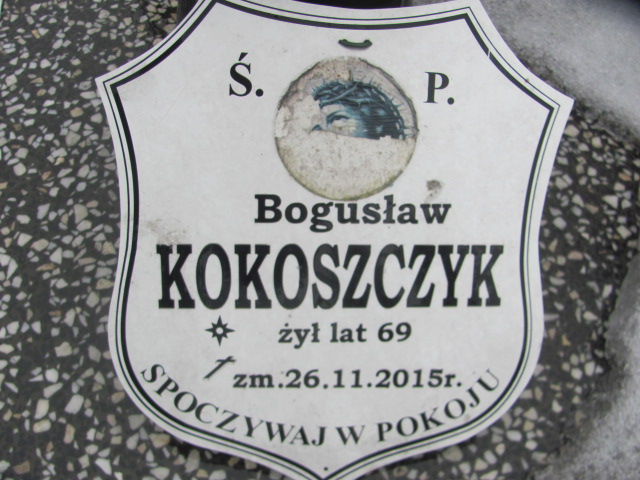 Ś. P.
Bogusław
KOKOSZCZYK
żył lat 69
zm.26.11.2015r.
SPOCZYWAJ W POKOJU